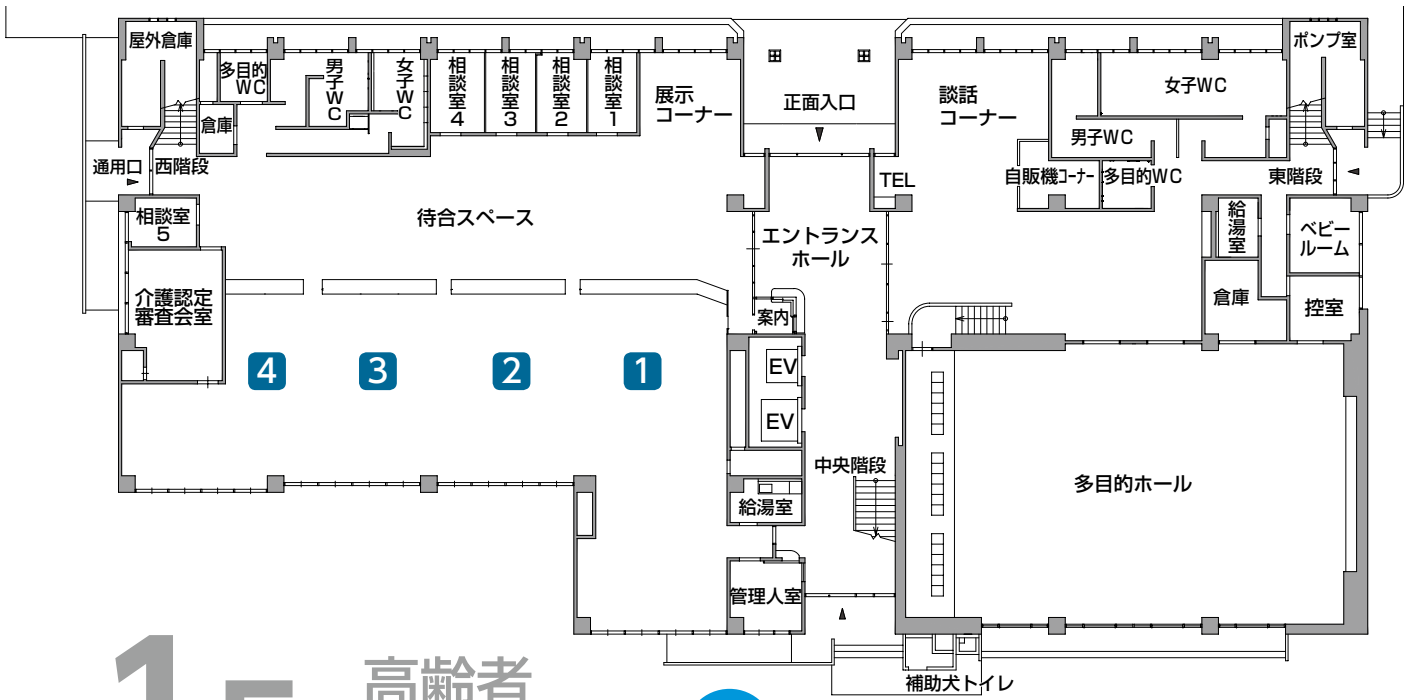 屋外倉庫
多目的
WC
男子WC
女子WC
相談室4
相談室3
相談室2
相談室1
展示
コーナー
正面入口
談話
コーナー
女子WC
ポンプ室
倉庫
男子WC
通用口
西階段
TEL
自販機コーナー
多目的WC
東階段
相談室
5
待合スペース
エントランス
ホール
給湯室
ベビー
ルーム
介護認定
審査会室
案内
倉庫
控室
4
3
2
1
EV
EV
中央階段
多目的ホール
給湯室
管理人室
補助犬トイレ
高齢者